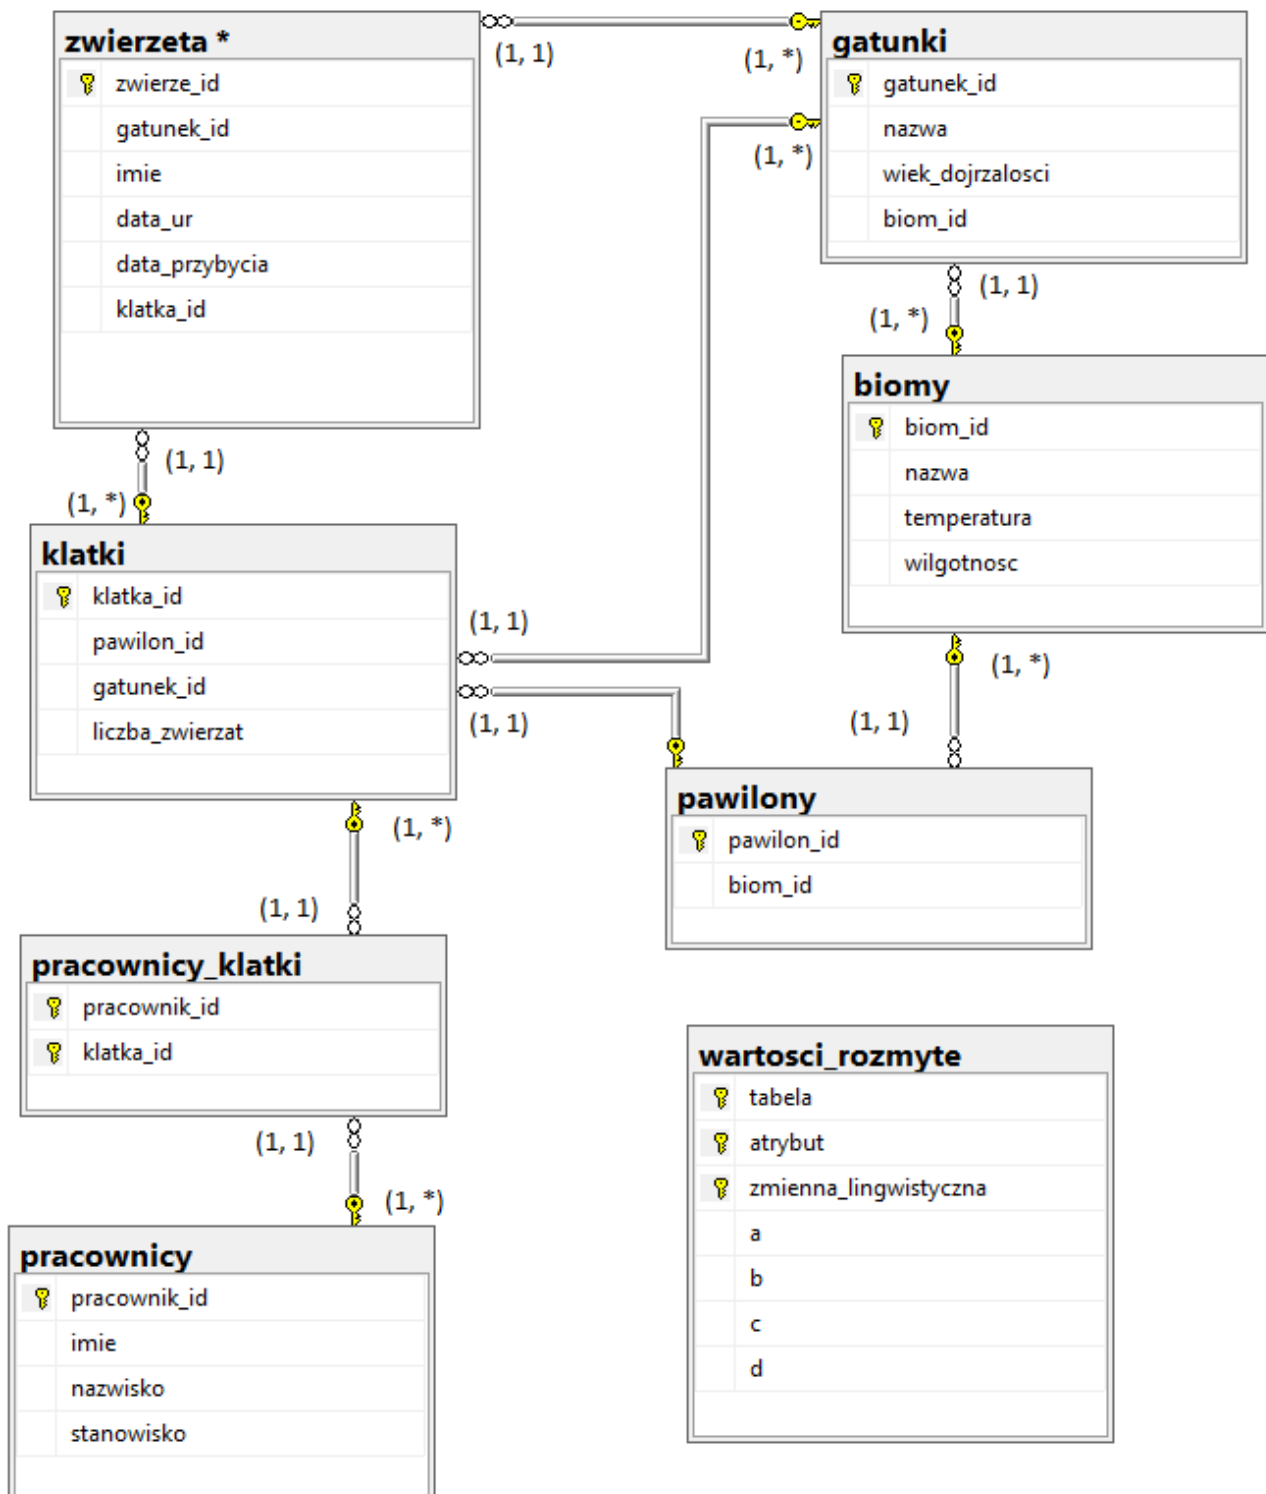 zwierzeta *
zwierze_id
gatunek_id
imie
data_ur
data_przybycia
klatka_id
(1, 1)
(1, *)
gatunki
gatunek_id
nazwa
wiek_dojrzalosci
biom_id
(1, *)
(1, 1)
(1, *)
biomy
biom_id
nazwa
temperatura
wilgotnosc
(1, 1)
(1, *)
klatki
klatka_id
pawilon_id
gatunek_id
liczba_zwierzat
(1, 1)
(1, 1)
(1, *)
(1, 1)
pawilony
pawilon_id
biom_id
(1, *)
(1, 1)
pracownicy_klatki
pracownik_id
klatka_id
(1, 1)
(1, *)
pracownicy
pracownik_id
imie
nazwisko
stanowisko
wartosci_rozmyte
tabela
atrybut
zmienna_lingwistyczna
a
b
c
d